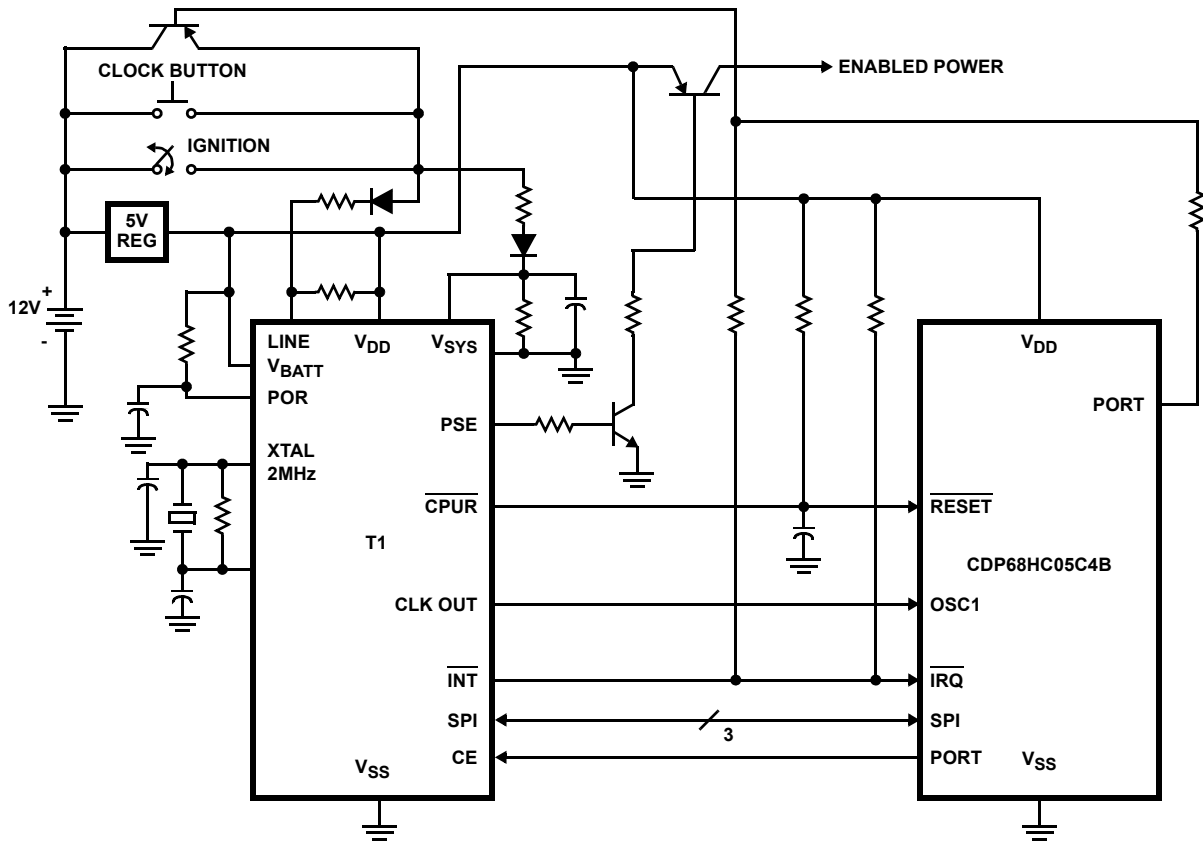 CLOCK BUTTON
ENABLED POWER
IGNITION
5V
REG
12V
+
-
LINE
VDD
VSYS
VBATT
POR
PSE
XTAL
2MHz
CPUR
T1
CLK OUT
INT
SPI
CE
VSS
3
VDD
PORT
RESET
CDP68HC05C4B
OSC1
IRQ
SPI
PORT
VSS